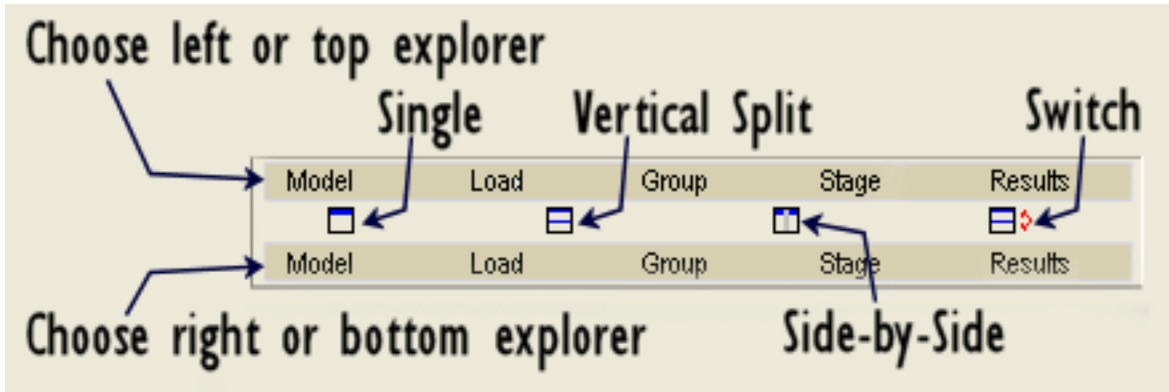 Choose left or top explorer
Single Vertical Split Switch
Model Load Group Stage Results
Model Load Group Stage Results
Choose right or bottom explorer Side-by-Side